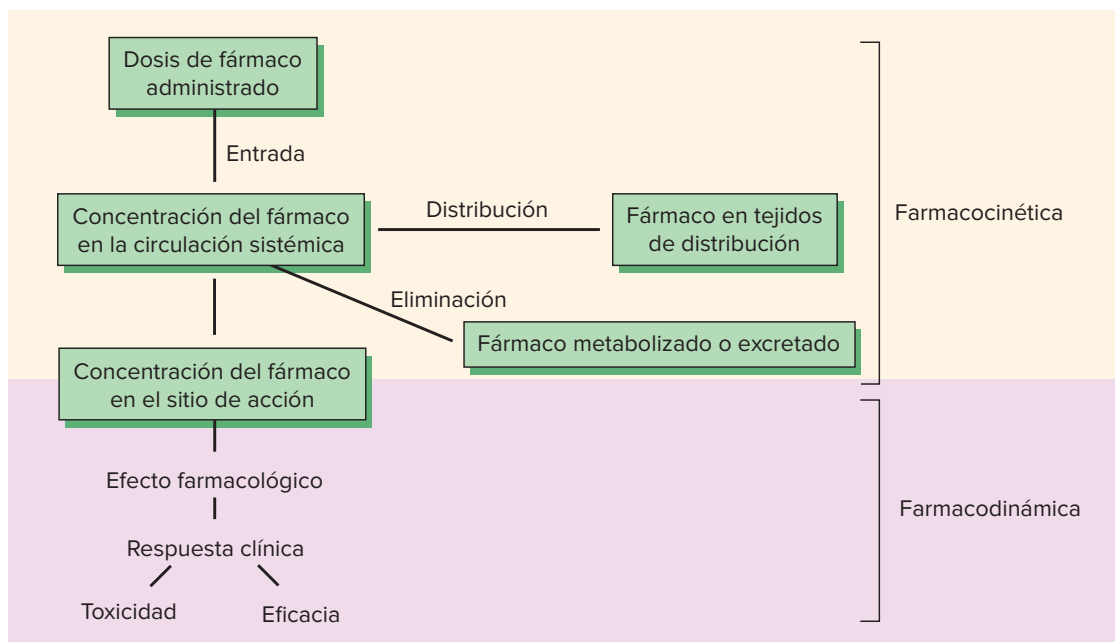 Dosis de fármaco
administrado
Entrada
Concentración del fármaco
en la circulación sistémica
Distribución
Fármaco en tejidos
de distribución
Farmacocinética
Eliminación
Fármaco metabolizado o excretado
Concentración del fármaco
en el sitio de acción
Efecto farmacológico
Farmacodinámica
Respuesta clínica
Toxicidad
Eficacia